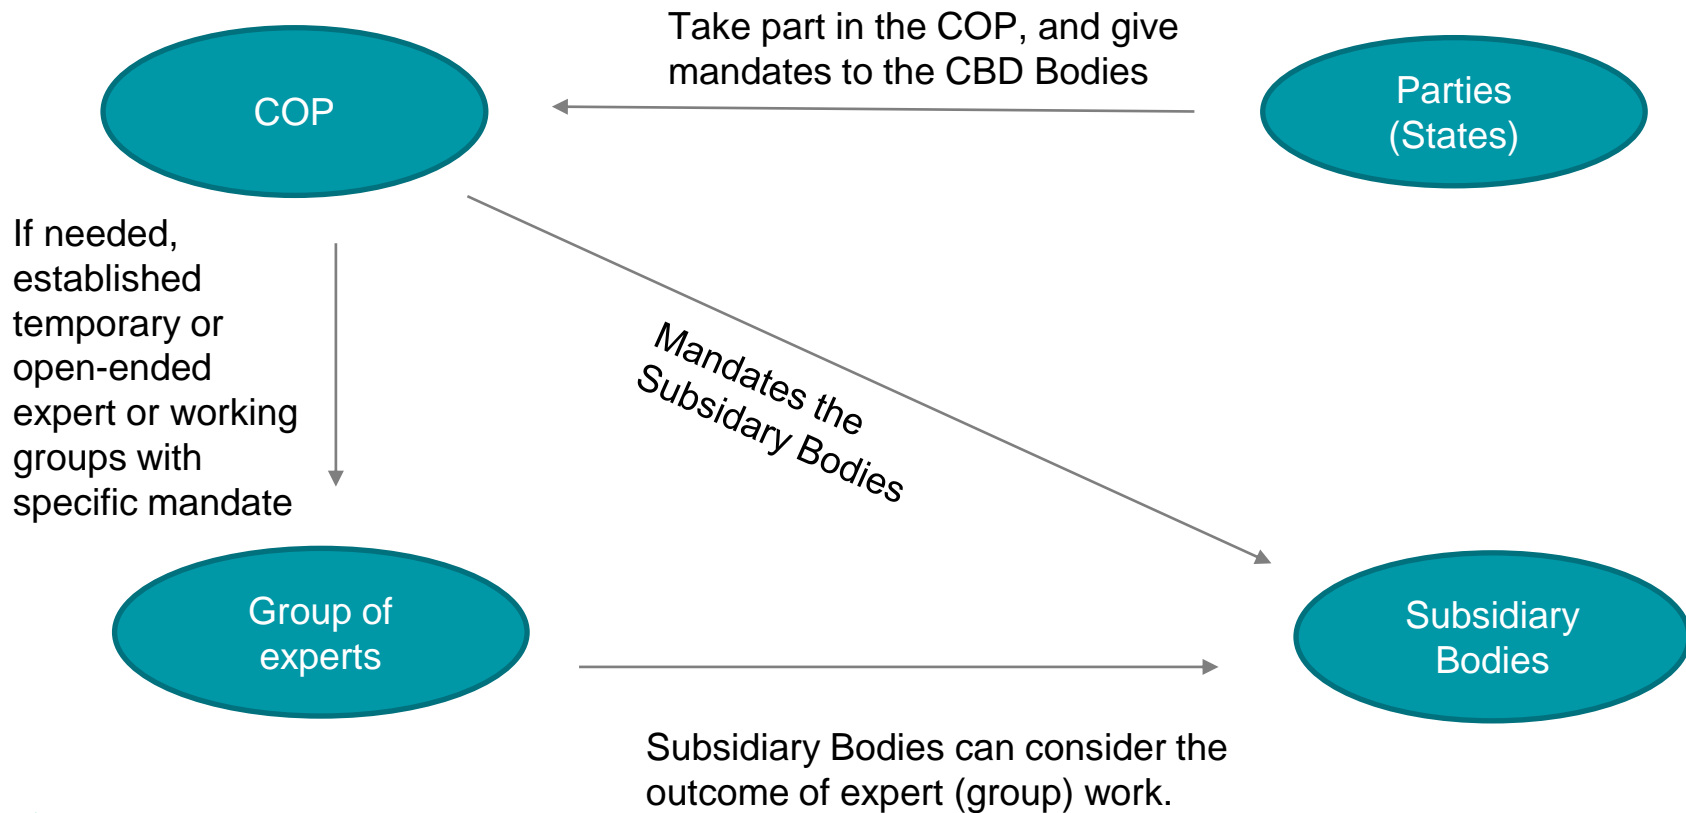 Take part in the COP, and give
mandates to the CBD Bodies
COP
Parties
(States)
If needed,
established
temporary or
open-ended
expert or working
groups with
specific mandate
Mandates the
Subsidary Bodies
Group of
experts
Subsidiary
Bodies
Subsidiary Bodies can consider the
outcome of expert (group) work.